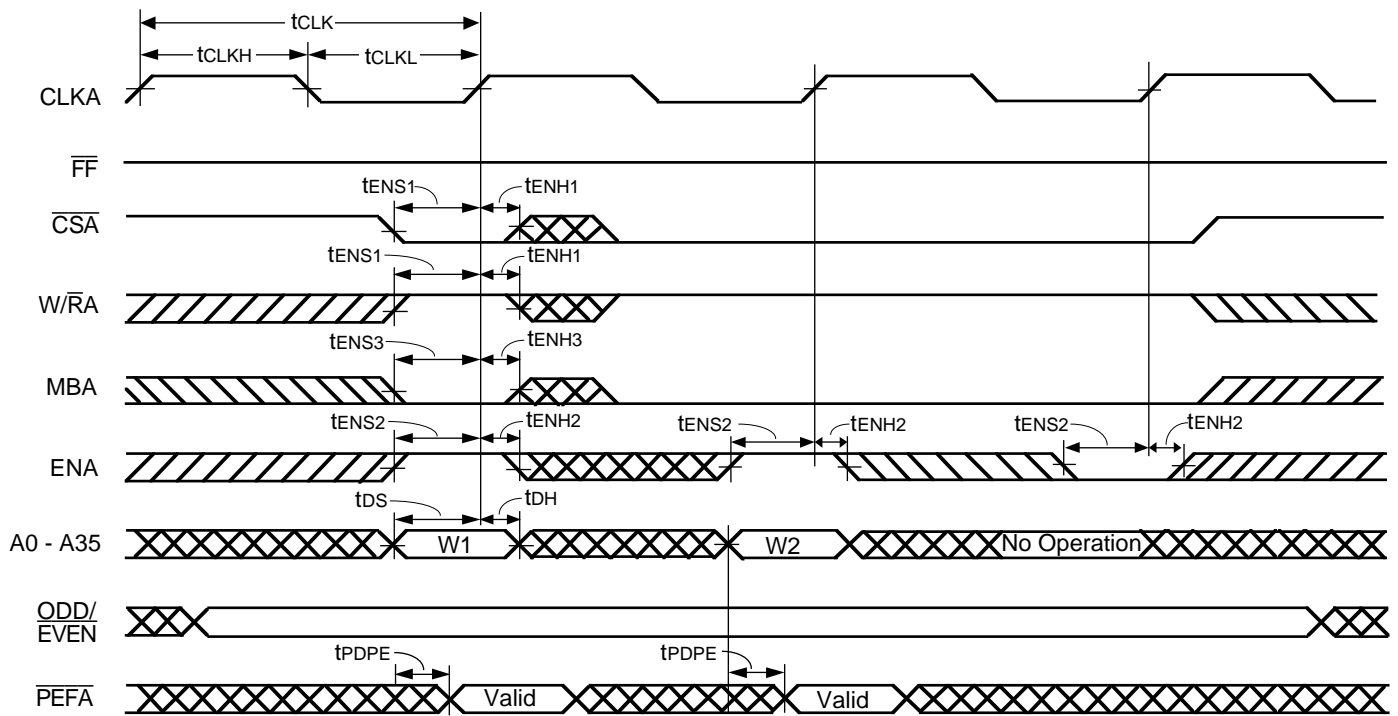 tCLK
tCLKH tCLKL
CLKA
FF
tENS1 tENH1
CSA
tENS1 tENH1
W/RA
tENS3 tENH3
MBA
tENS2 tENH2 tENS2 tENH2 tENS2 tENH2
ENA
tDS tDH
A0 - A35 W1 W2 No Operation
ODD/
EVEN
tPDPE tPDPE
PEFA Valid Valid